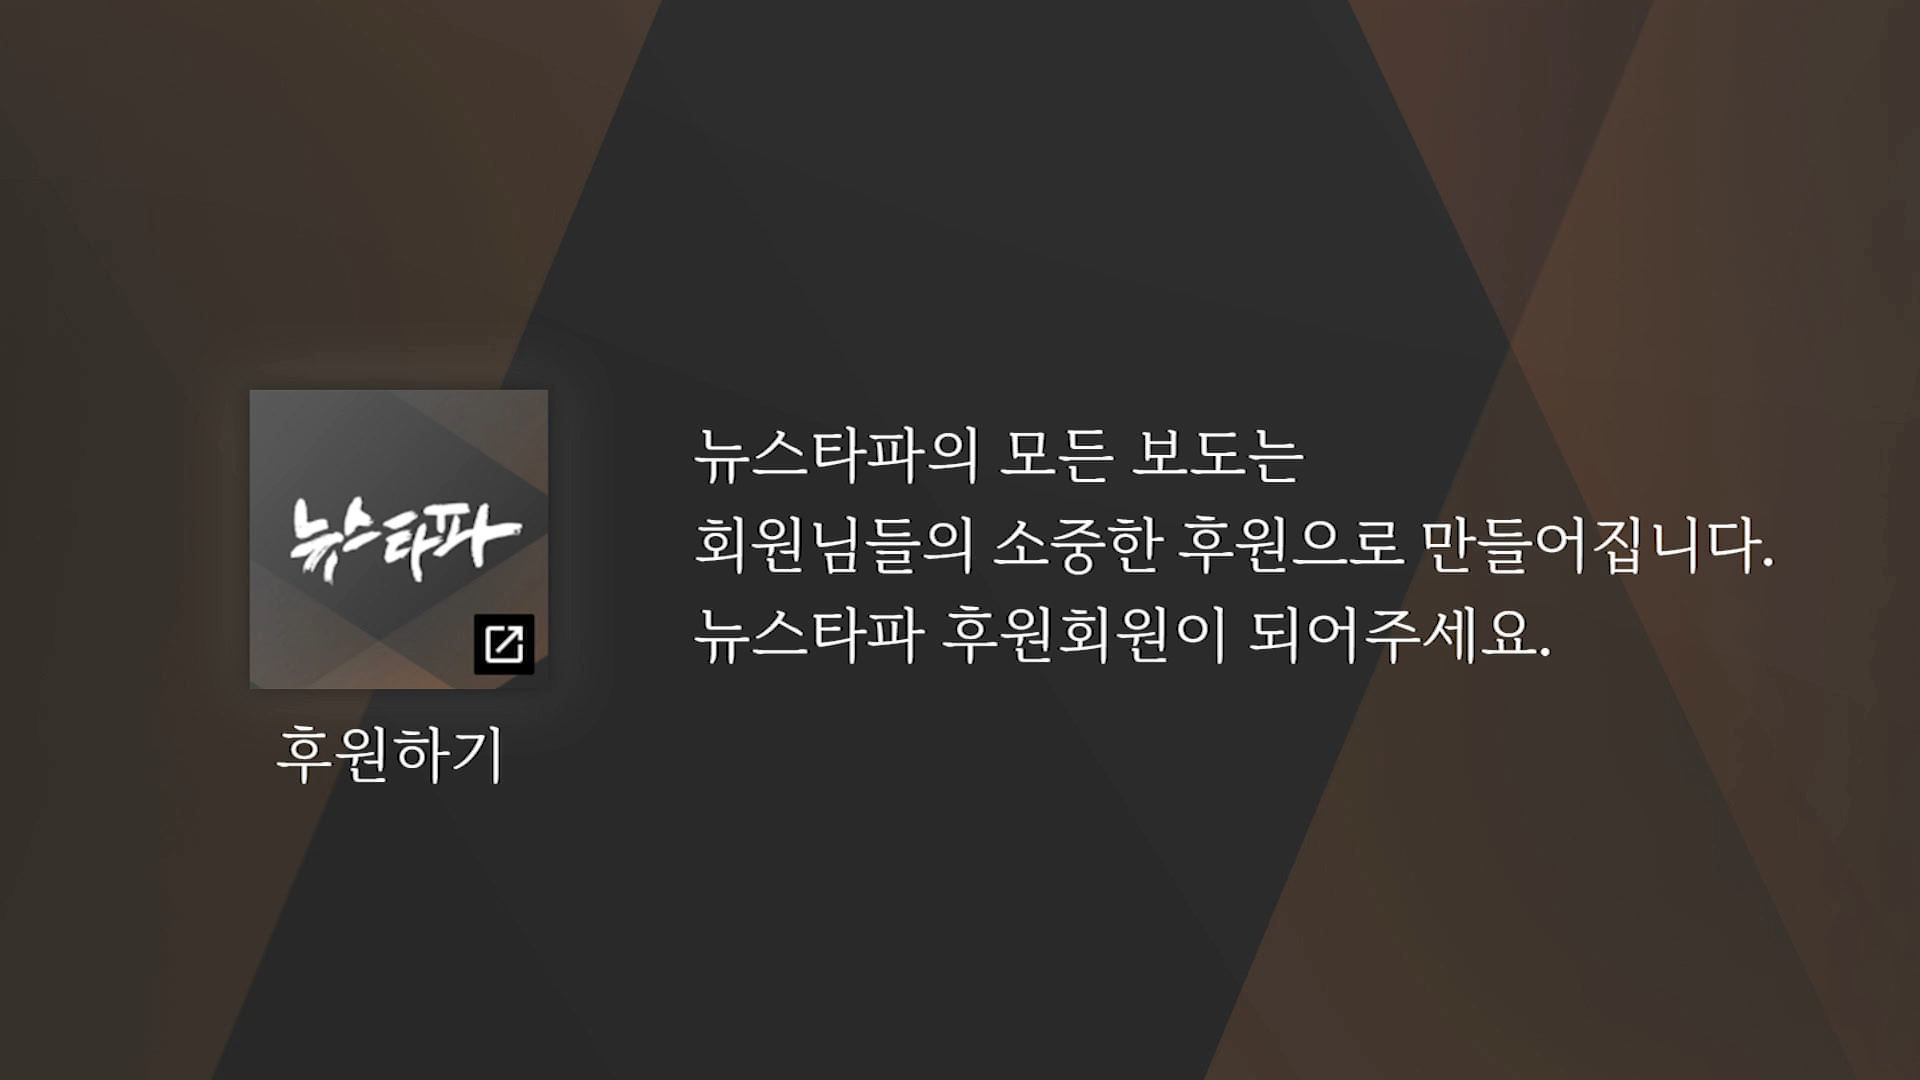 뉴스타파
후원하기
뉴스타파의 모든 보도는
회원님들의 소중한 후원으로 만들어집니다.
뉴스타파 후원회원이 되어주세요.